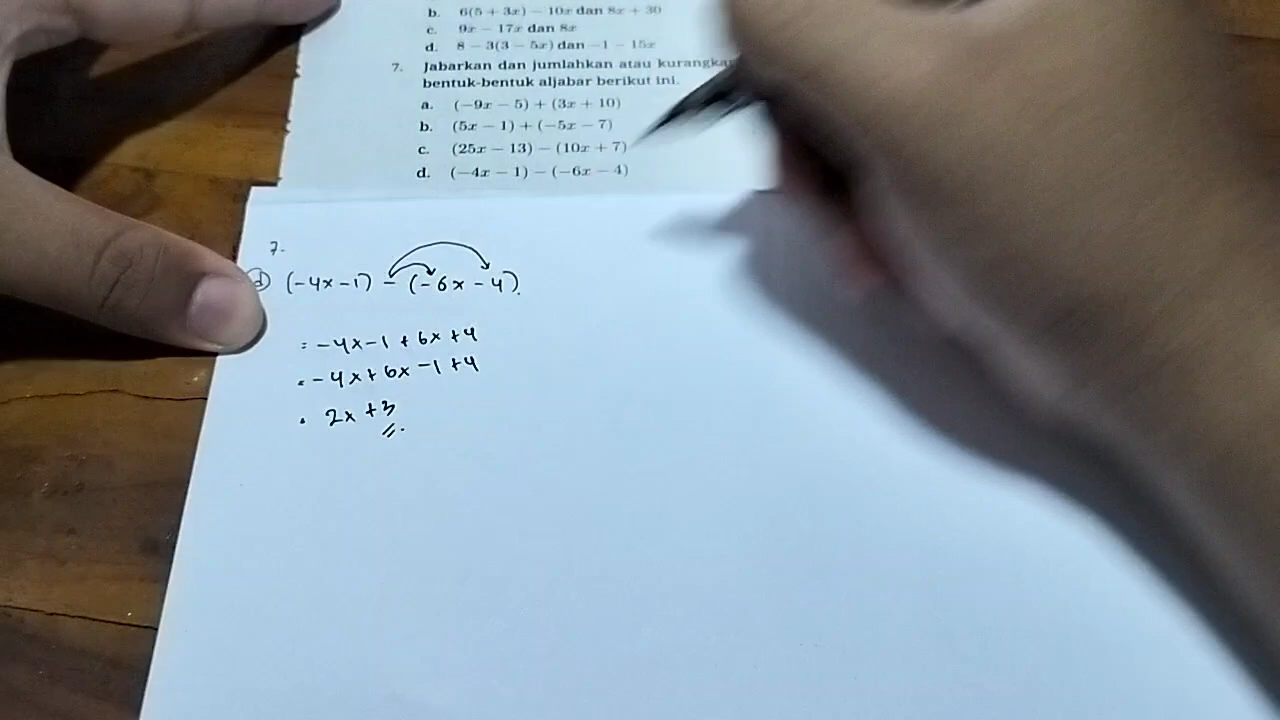 b. 6(5 + 3x) − 10x dan 8x + 30
c. 9x − 17x dan 8x
d. 8 − 3(3 − 5x) dan −1 − 15x
7. Jabarkan dan jumlahkan atau
bentuk-bentuk aljabar berikut ini.
a. (−9x − 5) + (3x + 10)
b. (5x − 1) + (−5x − 7)
c. (25x − 13) − (10x + 7)
d. (−4x − 1) − (−6x − 4)
7.
d (-4x-1) - (-6x-4).
= -4x-1 + 6x +4
= -4x+6x -1 +4
= 2x +3